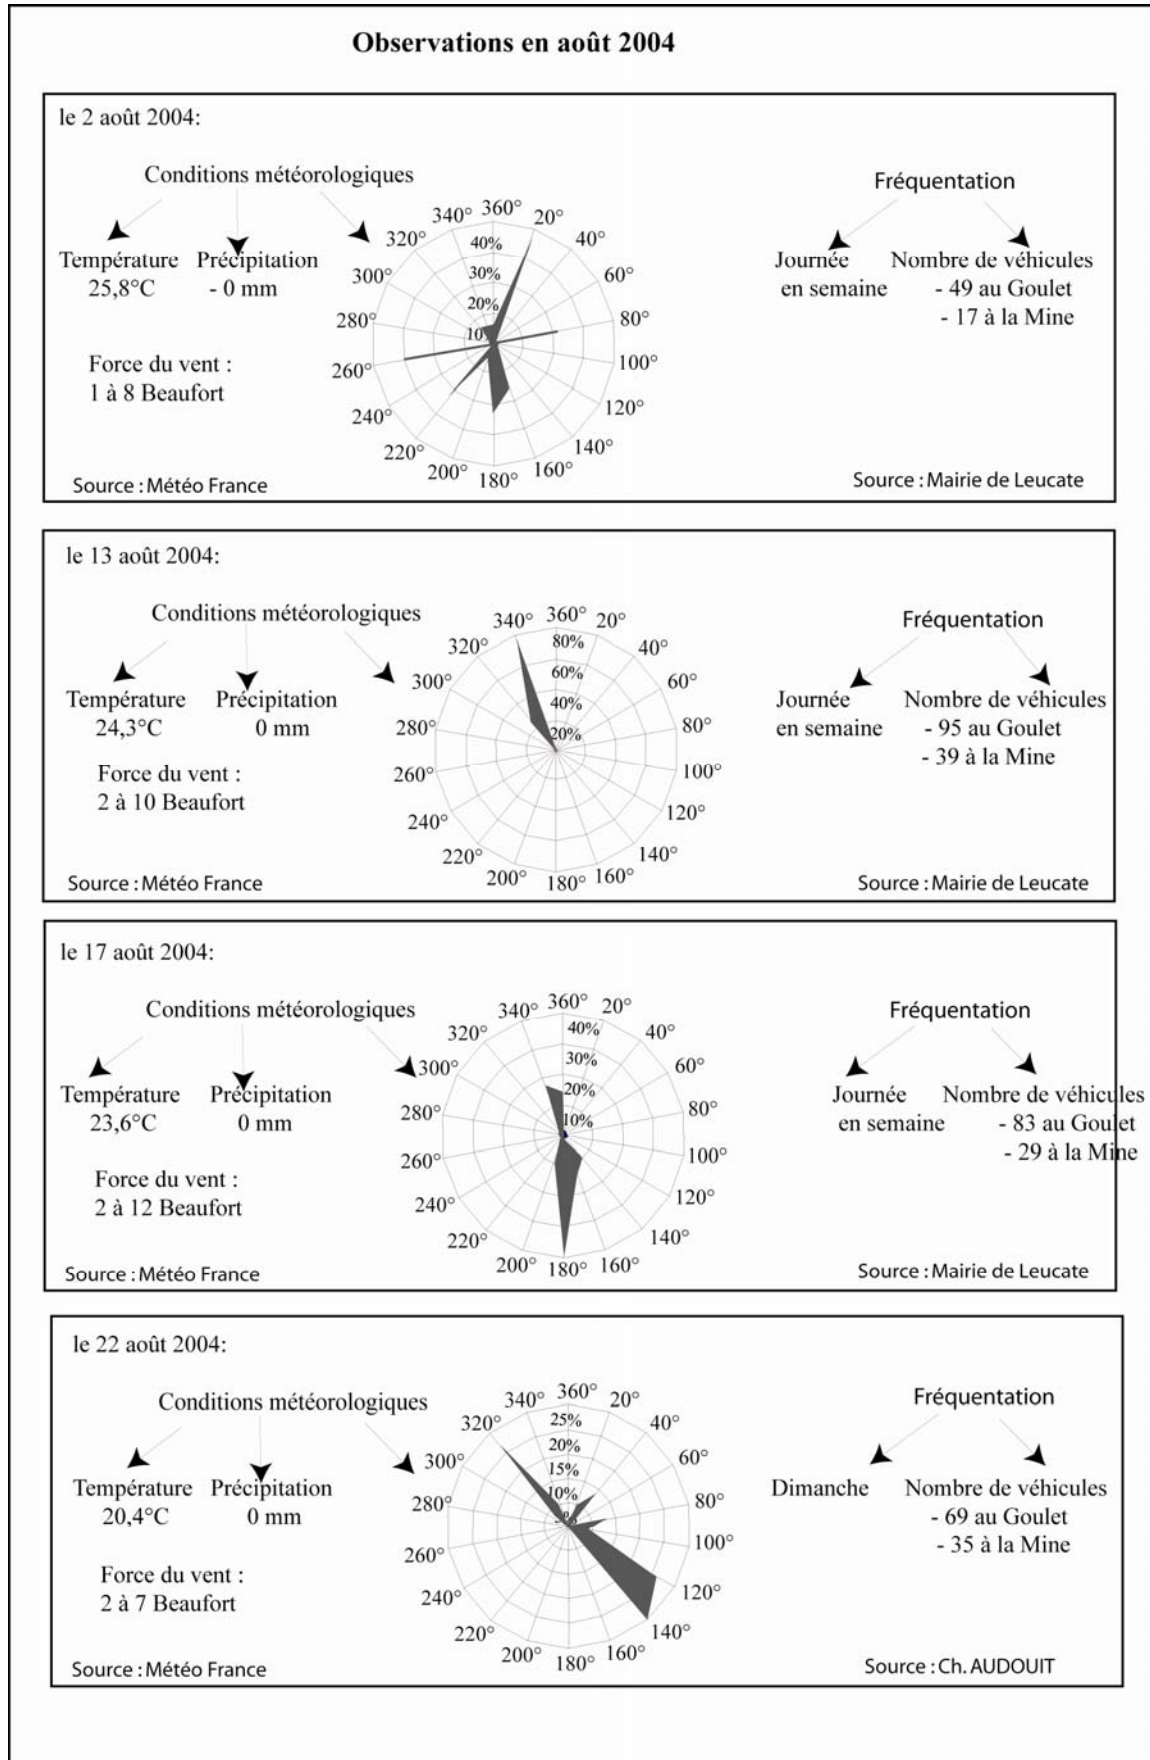 Observations en août 2004
le 2 août 2004:
Conditions météorologiques
Température
25,8°C
Précipitation
- 0 mm
Force du vent :
1 à 8 Beaufort
360°
20°
40°
60°
80°
100°
120°
140°
160°
180°
200°
220°
240°
260°
280°
300°
320°
340°
40%
30%
20%
Fréquentation
Journée
en semaine
Nombre de véhicules
- 49 au Goulet
- 17 à la Mine
Source : Météo France
Source : Mairie de Leucate
le 13 août 2004:
Conditions météorologiques
Température
24,3°C
Précipitation
0 mm
Force du vent :
2 à 10 Beaufort
360°
20°
40°
60°
80°
100°
120°
140°
160°
180°
200°
220°
240°
260°
280°
300°
320°
340°
80%
60%
40%
20%
Fréquentation
Journée
en semaine
Nombre de véhicules
- 95 au Goulet
- 39 à la Mine
Source : Météo France
Source : Mairie de Leucate
le 17 août 2004:
Conditions météorologiques
Température
23,6°C
Précipitation
0 mm
Force du vent :
2 à 12 Beaufort
360°
20°
40°
60°
80°
100°
120°
140°
160°
180°
200°
220°
240°
260°
280°
300°
320°
340°
40%
30%
20%
10%
Fréquentation
Journée
en semaine
Nombre de véhicules
- 83 au Goulet
- 29 à la Mine
Source : Météo France
Source : Mairie de Leucate
le 22 août 2004:
Conditions météorologiques
Température
20,4°C
Précipitation
0 mm
Force du vent :
2 à 7 Beaufort
360°
20°
40°
60°
80°
100°
120°
140°
160°
180°
200°
220°
240°
260°
280°
300°
320°
340°
25%
20%
15%
10%
Fréquentation
Dimanche
Nombre de véhicules
- 69 au Goulet
- 35 à la Mine
Source : Météo France
Source : Ch. AUDOUIT